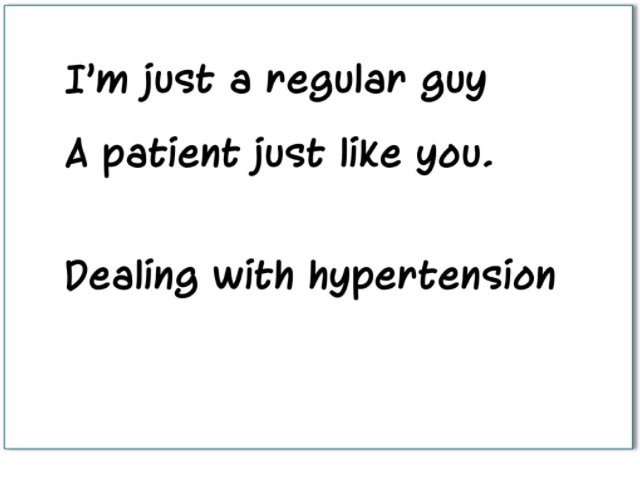 I'm just a regular guy
A patient just like you.
Dealing with hypertension